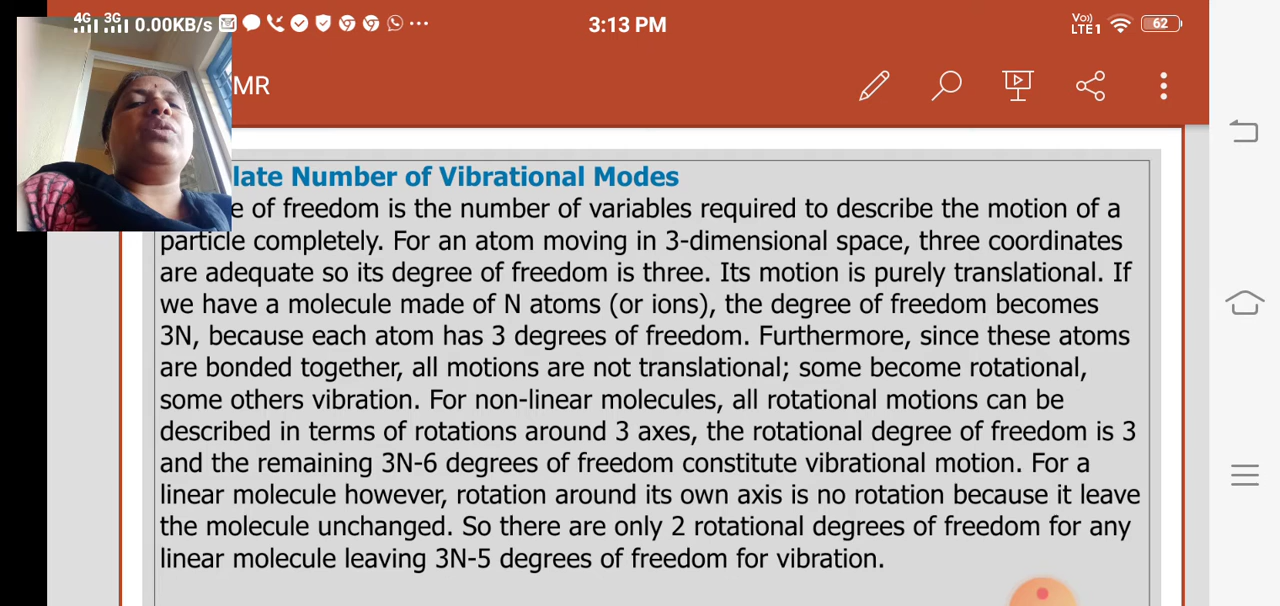 4G 3G 0.00KB/s 3:13 PM Vo)) LTE1 62
MR
late Number of Vibrational Modes
e of freedom is the number of variables required to describe the motion of a
particle completely. For an atom moving in 3-dimensional space, three coordinates
are adequate so its degree of freedom is three. Its motion is purely translational. If
we have a molecule made of N atoms (or ions), the degree of freedom becomes
3N, because each atom has 3 degrees of freedom. Furthermore, since these atoms
are bonded together, all motions are not translational; some become rotational,
some others vibration. For non-linear molecules, all rotational motions can be
described in terms of rotations around 3 axes, the rotational degree of freedom is 3
and the remaining 3N-6 degrees of freedom constitute vibrational motion. For a
linear molecule however, rotation around its own axis is no rotation because it leave
the molecule unchanged. So there are only 2 rotational degrees of freedom for any
linear molecule leaving 3N-5 degrees of freedom for vibration.